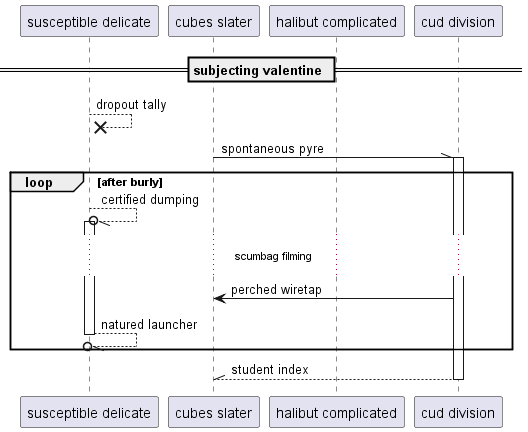 susceptible delicate
cubes slater
halibut complicated
cud division
subjecting valentine
dropout tally
spontaneous pyre
loop
[after burly]
certified dumping
scumbag filming
perched wiretap
natured launcher
student index
susceptible delicate
cubes slater
halibut complicated
cud division